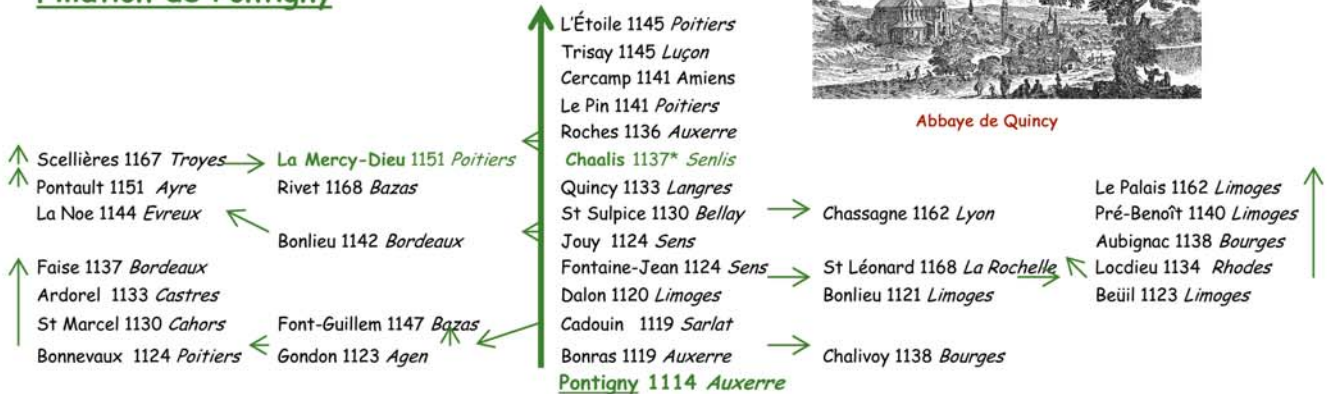 Filiation de Pontigny
L'Étoile 1145 Poitiers
Trisay 1145 Luçon
Cercamp 1141 Amiens
Le Pin 1141 Poitiers
Roches 1136 Auxerre
Chaalis 1137* Senlis
Quincy 1133 Langres
St Sulpice 1130 Bellay
Jouy 1124 Sens
Fontaine-Jean 1124 Sens
Dalon 1120 Limoges
Cadouin 1119 Sarlat
Bonras 1119 Auxerre
Pontigny 1114 Auxerre
Abbaye de Quincy
Scellières 1167 Troyes
Pontault 1151 Ayre
La Noe 1144 Evreux
Faise 1137 Bordeaux
Ardorel 1133 Castres
St Marcel 1130 Cahors
Bonnevaux 1124 Poitiers
La Mercy-Dieu 1151 Poitiers
Rivet 1168 Bazas
Bonlieu 1142 Bordeaux
Font-Guillem 1147 Bazas
Gondon 1123 Agen
Chassagne 1162 Lyon
St Léonard 1168 La Rochelle
Bonlieu 1121 Limoges
Chalivoy 1138 Bourges
Le Palais 1162 Limoges
Pré-Benoît 1140 Limoges
Aubignac 1138 Bourges
Locdieu 1134 Rhodes
Beüil 1123 Limoges